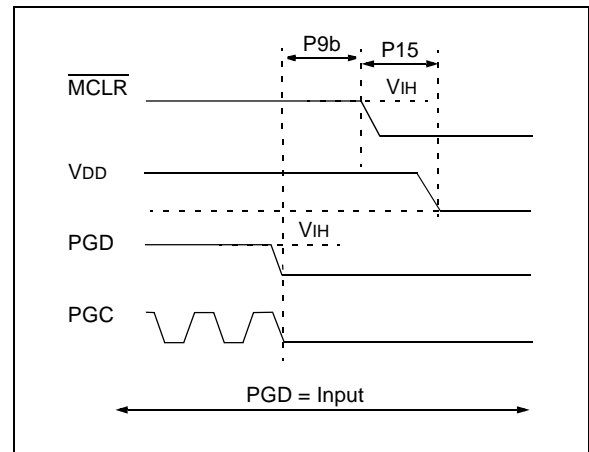 P9b P15
MCLR VIH
VDD
VIH
PGD
PGC
PGD = Input